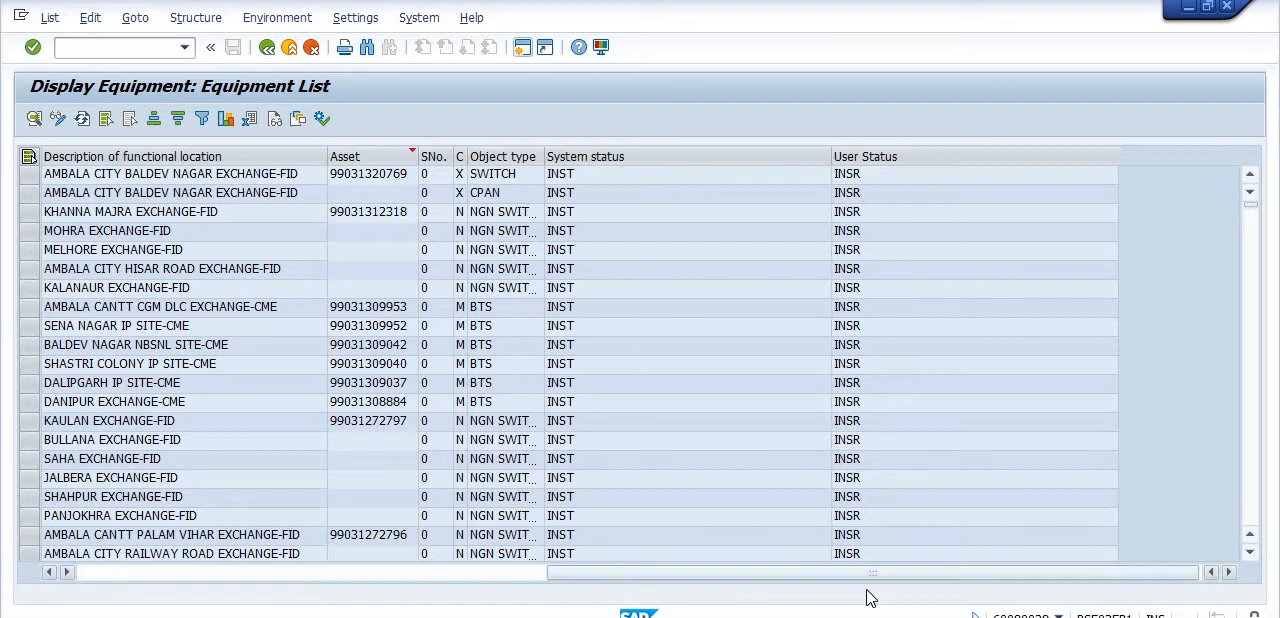 List Edit Goto Structure Environment Settings System Help
Display Equipment: Equipment List
Description of functional location Asset SNo. C Object type System status User Status
AMBALA CITY BALDEV NAGAR EXCHANGE-FID 99031320769 0 X SWITCH INST INSR
AMBALA CITY BALDEV NAGAR EXCHANGE-FID 0 X CPAN INST INSR
KHANNA MAJRA EXCHANGE-FID 99031312318 0 N NGN SWIT... INST INSR
MOHRA EXCHANGE-FID 0 N NGN SWIT... INST INSR
MELHORE EXCHANGE-FID 0 N NGN SWIT... INST INSR
AMBALA CITY HISAR ROAD EXCHANGE-FID 0 N NGN SWIT... INST INSR
KALANAUR EXCHANGE-FID 0 N NGN SWIT... INST INSR
AMBALA CANTT CGM DLC EXCHANGE-CME 99031309953 0 M BTS INST INSR
SENA NAGAR IP SITE-CME 99031309952 0 M BTS INST INSR
BALDEV NAGAR NBSNL SITE-CME 99031309042 0 M BTS INST INSR
SHASTRI COLONY IP SITE-CME 99031309040 0 M BTS INST INSR
DALIPGARH IP SITE-CME 99031309037 0 M BTS INST INSR
DANIPUR EXCHANGE-CME 99031308884 0 M BTS INST INSR
KAULAN EXCHANGE-FID 99031272797 0 N NGN SWIT... INST INSR
BULLANA EXCHANGE-FID 0 N NGN SWIT... INST INSR
SAHA EXCHANGE-FID 0 N NGN SWIT... INST INSR
JALBERA EXCHANGE-FID 0 N NGN SWIT... INST INSR
SHAHPUR EXCHANGE-FID 0 N NGN SWIT... INST INSR
PANJOKHRA EXCHANGE-FID 0 N NGN SWIT... INST INSR
AMBALA CANTT PALAM VIHAR EXCHANGE-FID 99031272796 0 N NGN SWIT... INST INSR
AMBALA CITY RAILWAY ROAD EXCHANGE-FID 0 N NGN SWIT... INST INSR
SAP